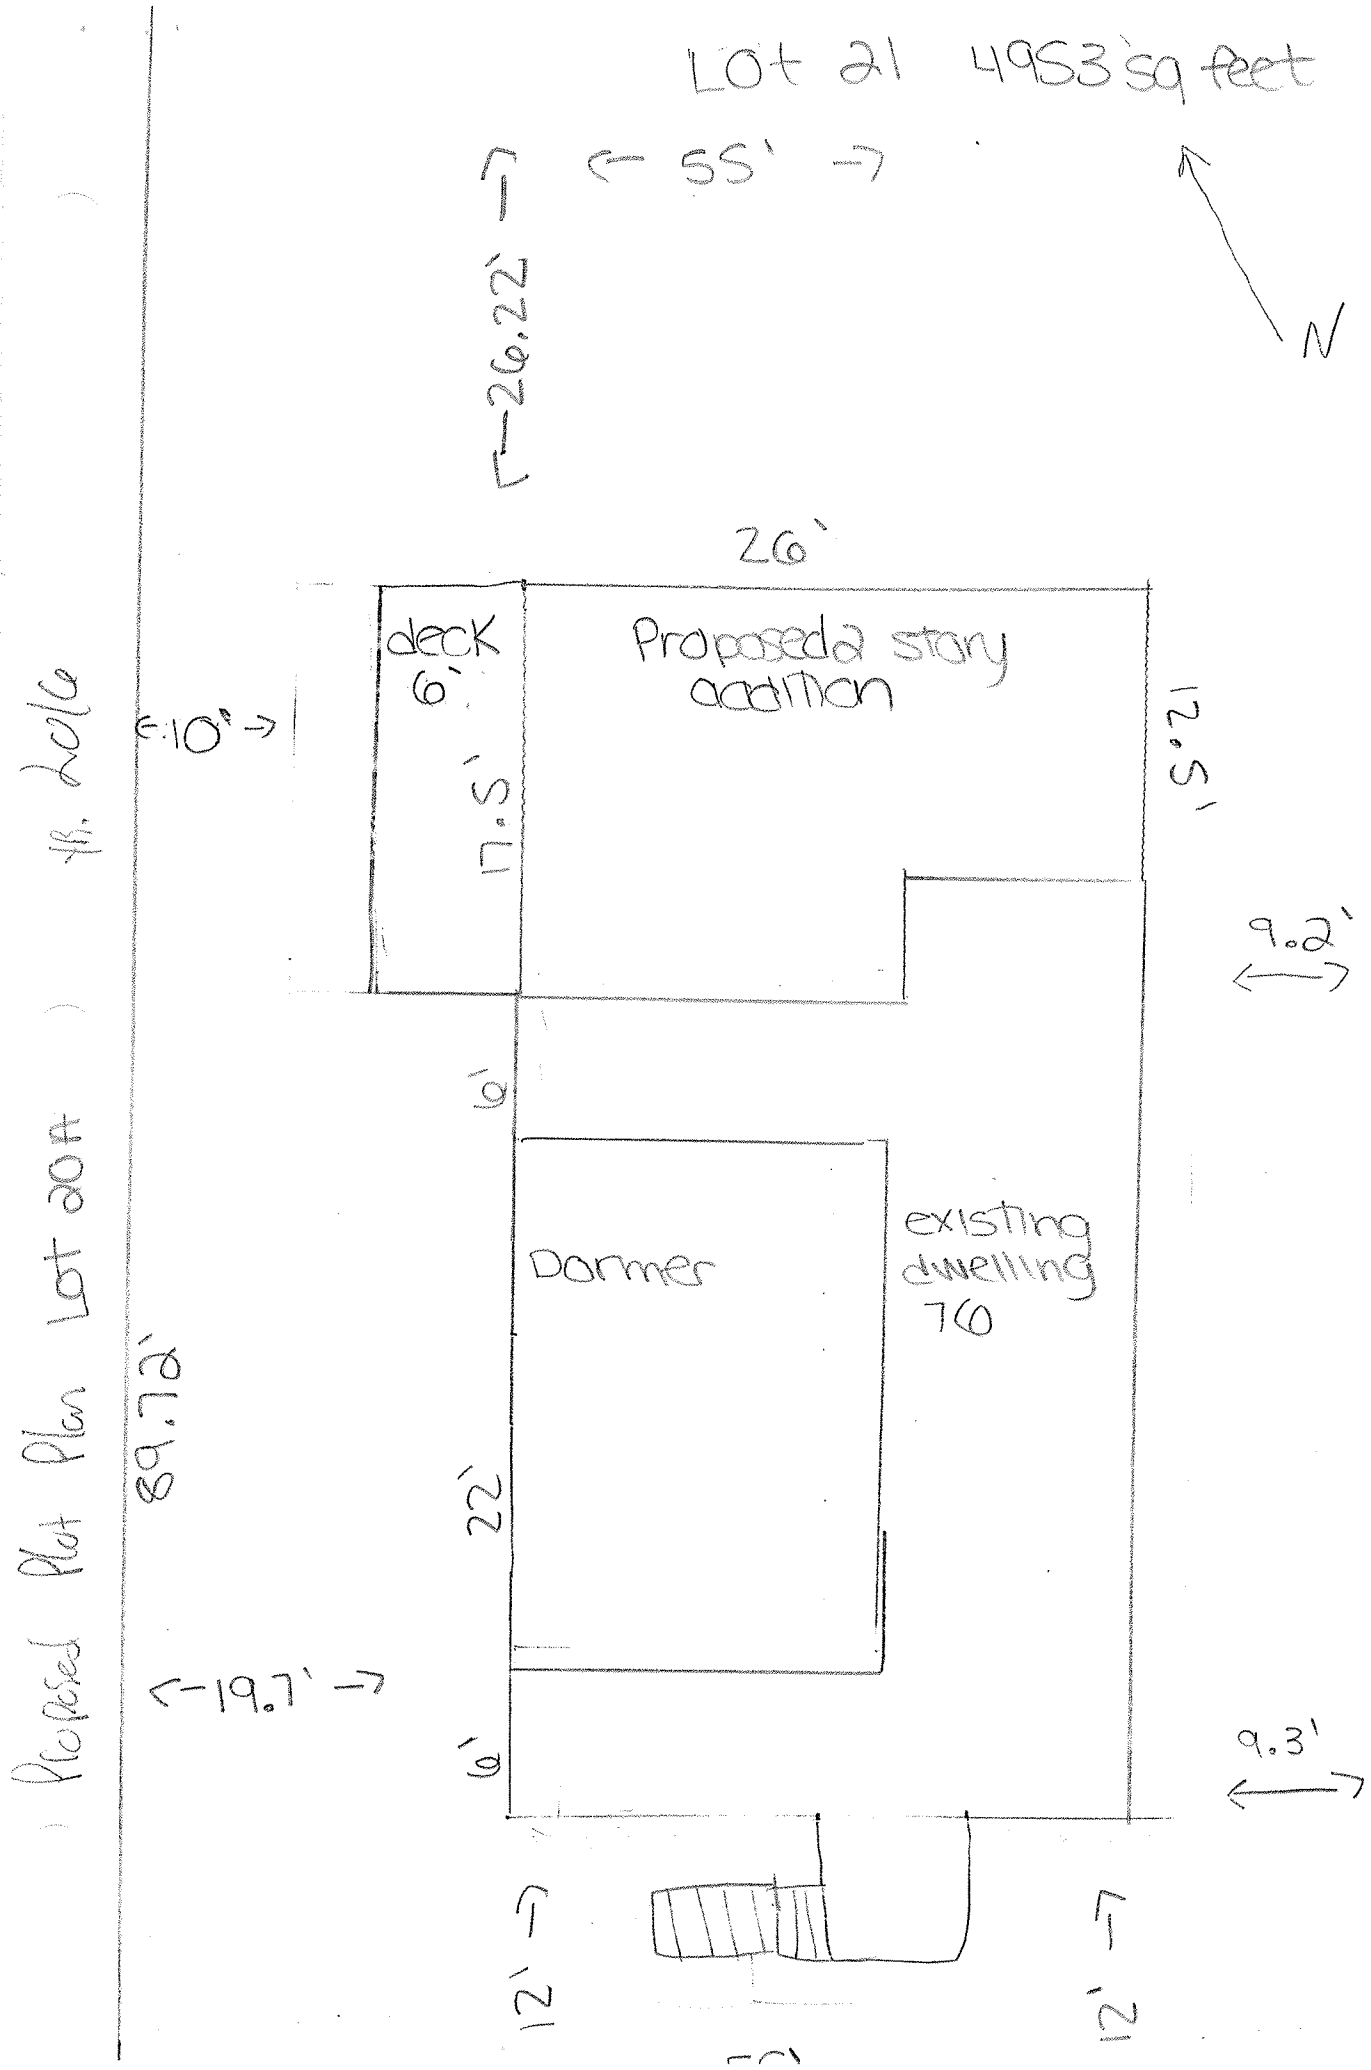 Lot 21 4953 sq feet
55'
26.22'
N
26'
deck
6'
Proposed 2 story
addition
12.5'
10'
17.5'
9.2'
6'
Dormer
existing
dwelling
76
22'
19.7'
6'
9.3'
12'
12'
89.72'
Proposed Plot Plan Lot 20A